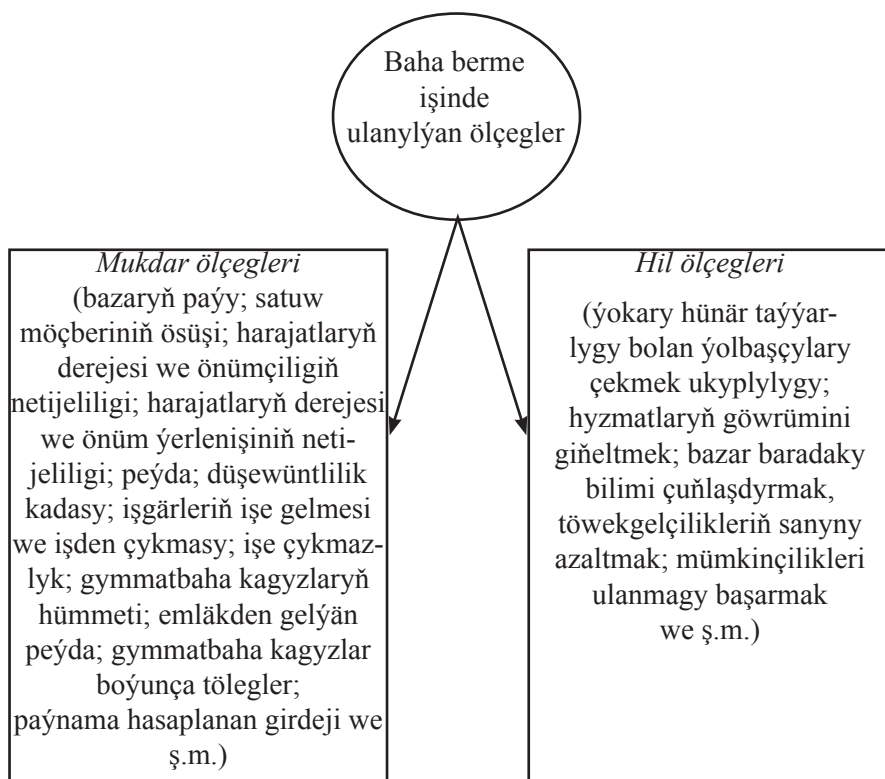 Baha berme
işinde
ulanylýan ölçegler
Mukdar ölçegleri
(bazaryň paýy; satuw
möçberiniň ösüşi; harajatlaryň
derejesi we önümçiligiň
netijeliligi; harajatlaryň derejesi
we önüm ýerlenişiniň neti-
jeliligi; peýda; düşewüntlilik
kadasy; işgärleriň işe gelmesi
we işden çykmasy; işe çykmaz-
lyk; gymmatbaha kagyzlaryň
hümmeti; emläkden gelýän
peýda; gymmatbaha kagyzlar
boýunça tölegler;
paýnama hasaplanan girdeji we
ş.m.)
Hil ölçegleri
(ýokary hünär taýýar-
lygy bolan ýolbaşçylary
çekmek ukyplylygy;
hyzmatlaryň göwrümini
giňeltmek; bazar baradaky
bilimi çuňlaşdyrmak,
töwekgelçilikleriň sanyny
azaltmak; mümkinçilikleri
ulanmagy başarmak
we ş.m.)